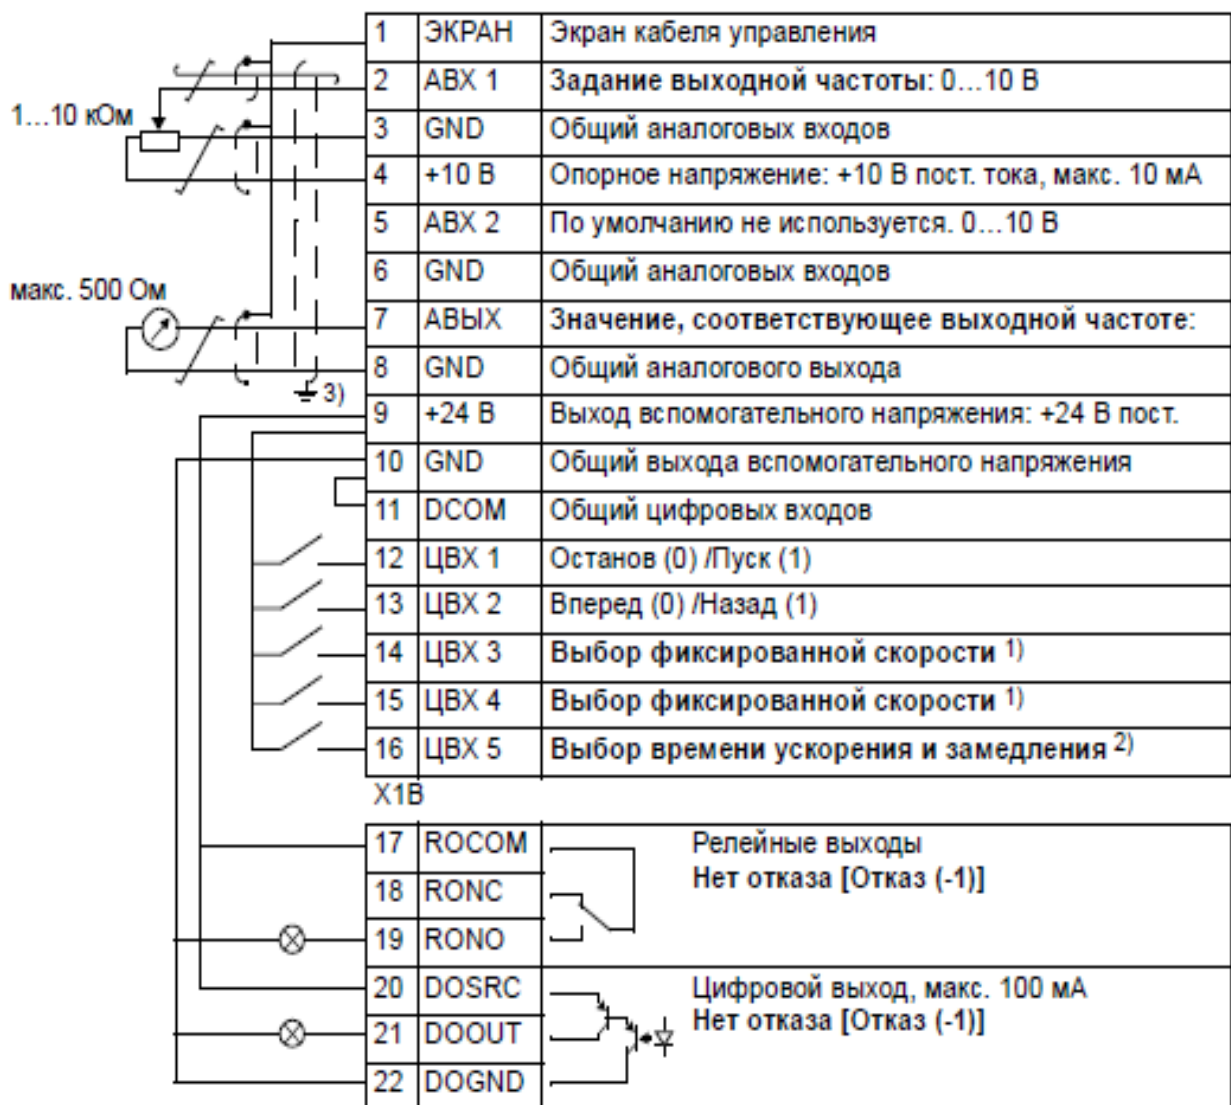 1 ЭКРАН Экран кабеля управления
2 АВХ 1 Задание выходной частоты: 0...10 В
1...10 кОм
3 GND Общий аналоговых входов
4 +10 В Опорное напряжение: +10 В пост. тока, макс. 10 мА
5 АВХ 2 По умолчанию не используется. 0...10 В
6 GND Общий аналоговых входов
макс. 500 Ом
7 АВЫХ Значение, соответствующее выходной частоте:
8 GND Общий аналогового выхода
3)
9 +24 В Выход вспомогательного напряжения: +24 В пост.
10 GND Общий выхода вспомогательного напряжения
11 DCOM Общий цифровых входов
12 ЦВХ 1 Останов (0) /Пуск (1)
13 ЦВХ 2 Вперед (0) /Назад (1)
14 ЦВХ 3 Выбор фиксированной скорости 1)
15 ЦВХ 4 Выбор фиксированной скорости 1)
16 ЦВХ 5 Выбор времени ускорения и замедления 2)
X1B
17 ROCOM Релейные выходы
Нет отказа [Отказ (-1)]
18 RONC
19 RONO
20 DOSRC Цифровой выход, макс. 100 мА
Нет отказа [Отказ (-1)]
21 DOOUT
22 DOGND